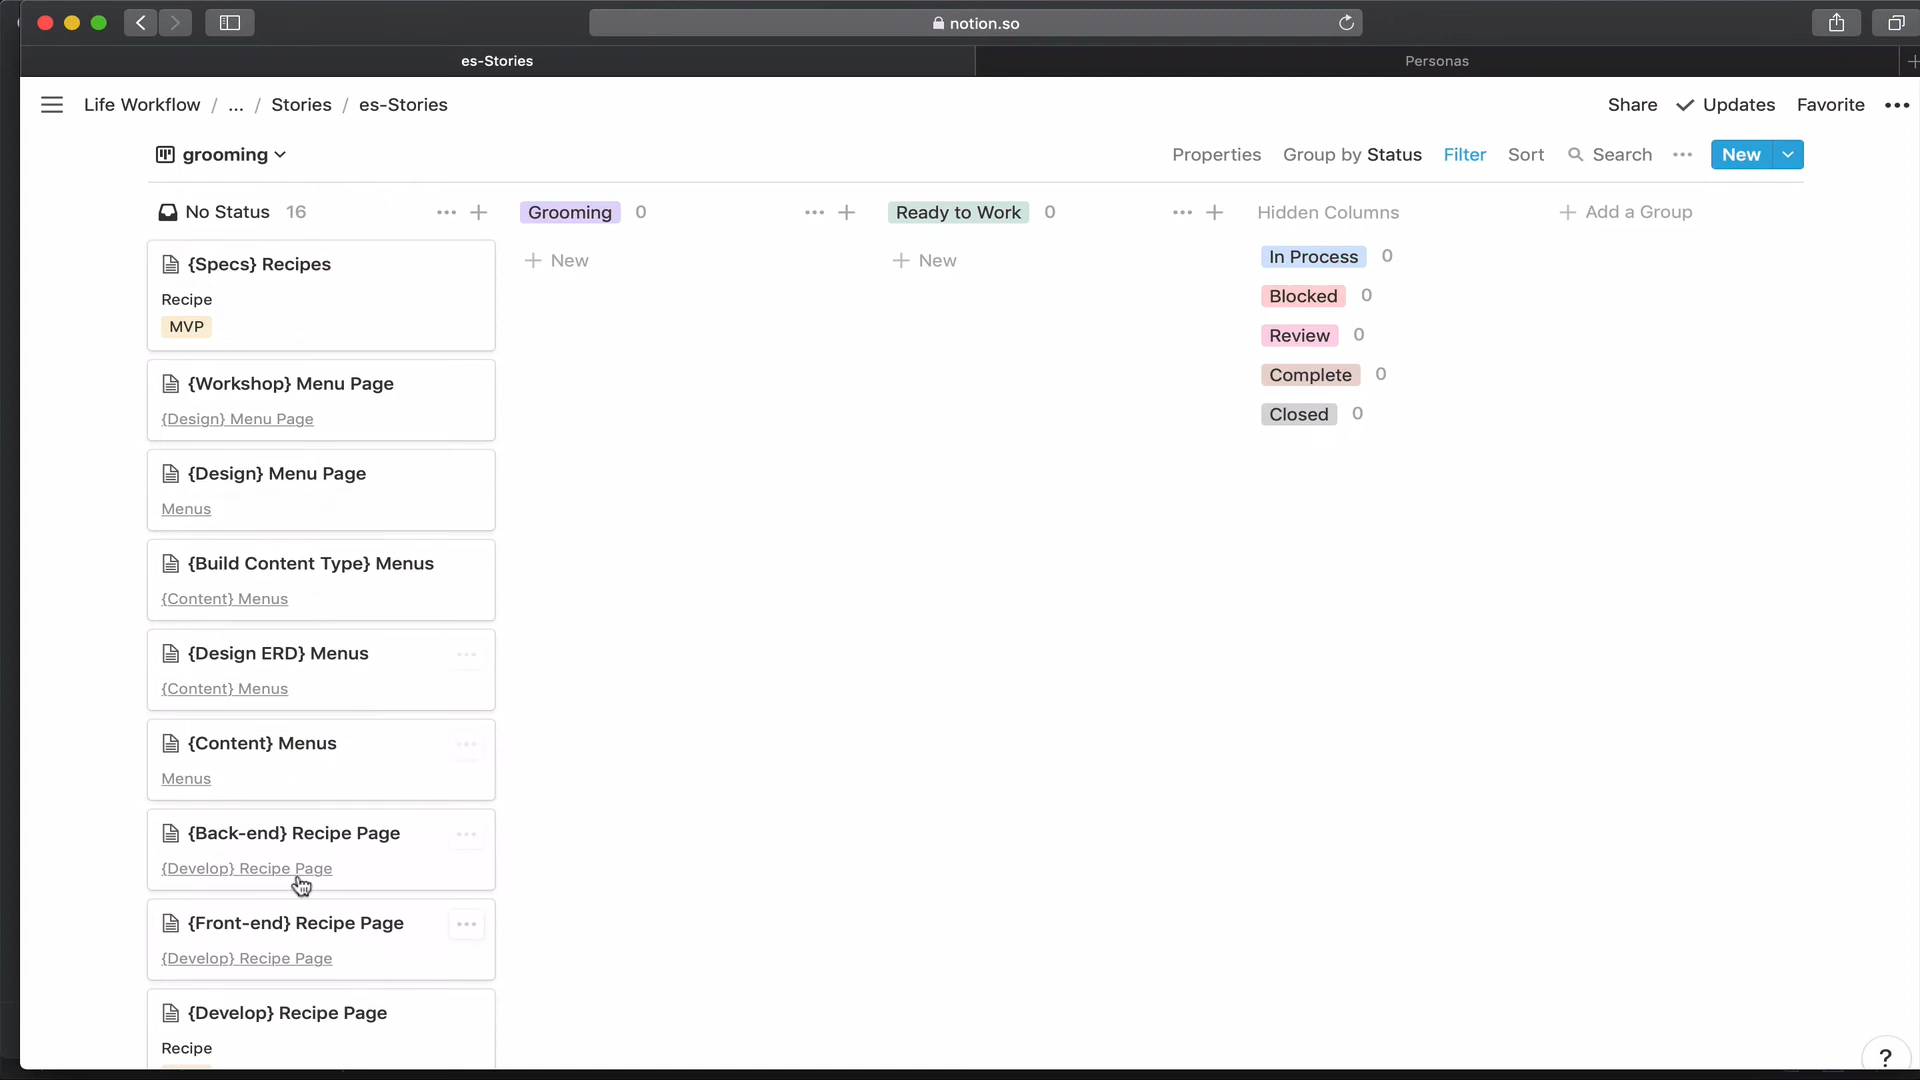 notion.so
es-Stories
Personas
Life Workflow / ... / Stories / es-Stories
Share Updates Favorite
grooming
Properties Group by Status Filter Sort Search New
No Status 16
Grooming 0
Ready to Work 0
Hidden Columns
Add a Group
{Specs} Recipes
Recipe
MVP
{Workshop} Menu Page
{Design} Menu Page
{Design} Menu Page
Menus
{Build Content Type} Menus
{Content} Menus
{Design ERD} Menus
{Content} Menus
{Content} Menus
Menus
{Back-end} Recipe Page
{Develop} Recipe Page
{Front-end} Recipe Page
{Develop} Recipe Page
{Develop} Recipe Page
Recipe
New
New
In Process 0
Blocked 0
Review 0
Complete 0
Closed 0
?